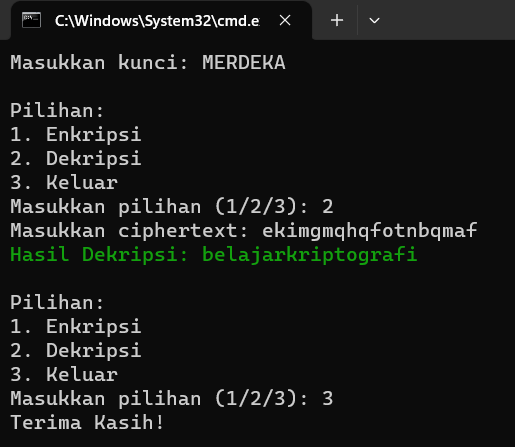 C:\Windows\System32\cmd.e
Masukkan kunci: MERDEKA
Pilihan:
1. Enkripsi
2. Dekripsi
3. Keluar
Masukkan pilihan (1/2/3): 2
Masukkan ciphertext: ekimgmqhqfotnbqmaf
Hasil Dekripsi: belajarkriptografi
Pilihan:
1. Enkripsi
2. Dekripsi
3. Keluar
Masukkan pilihan (1/2/3): 3
Terima Kasih!